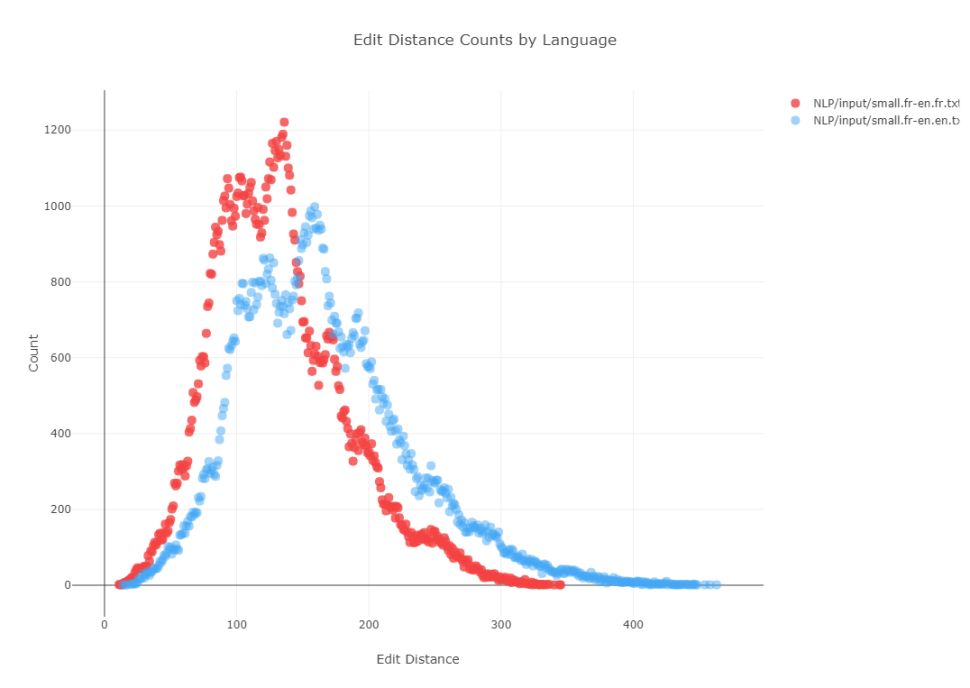 Edit Distance Counts by Language
NLP/input/small.fr-en.fr.txt
NLP/input/small.fr-en.en.tx
1200
1000
800
600
400
200
0
0 100 200 300 400
Count
Edit Distance